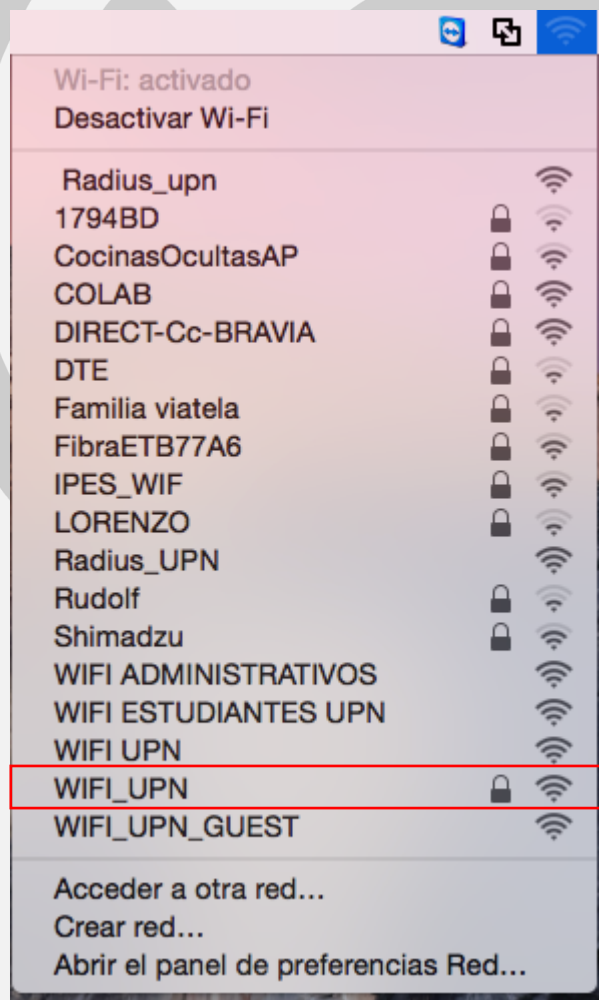 Wi-Fi: activado
Desactivar Wi-Fi
Radius_upn
1794BD
CocinasOcultasAP
COLAB
DIRECT-Cc-BRAVIA
DTE
Familia viatela
FibraETB77A6
IPES_WIF
LORENZO
Radius_UPN
Rudolf
Shimadzu
WIFI ADMINISTRATIVOS
WIFI ESTUDIANTES UPN
WIFI UPN
WIFI_UPN
WIFI_UPN_GUEST
Acceder a otra red...
Crear red...
Abrir el panel de preferencias Red...